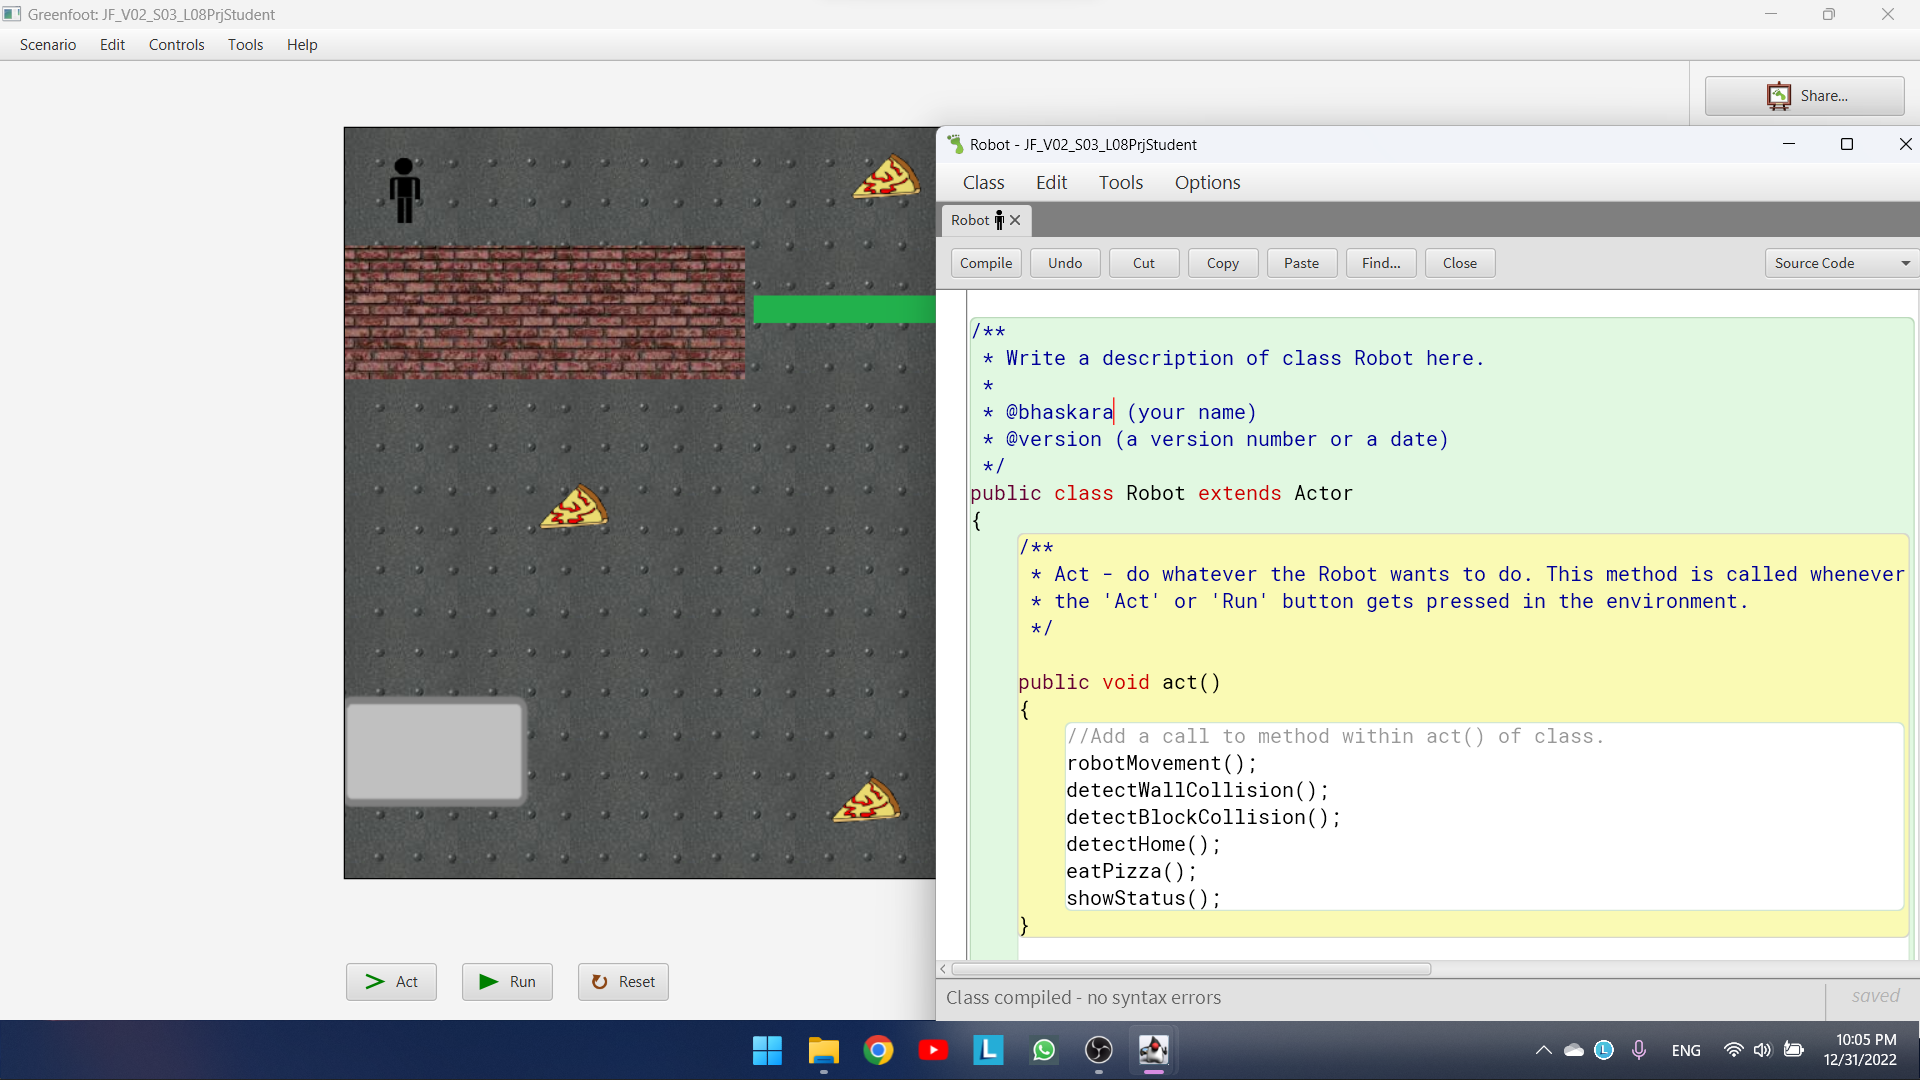 Greenfoot: JF_V02_S03_L08PrjStudent
Scenario Edit Controls Tools Help
Share...
Robot - JF_V02_S03_L08PrjStudent
Class Edit Tools Options
Robot
Compile Undo Cut Copy Paste Find... Close Source Code
/**
* Write a description of class Robot here.
*
* @bhaskara (your name)
* @version (a version number or a date)
*/
public class Robot extends Actor
{
/**
* Act - do whatever the Robot wants to do. This method is called whenever
* the 'Act' or 'Run' button gets pressed in the environment.
*/
public void act()
{
//Add a call to method within act() of class.
robotMovement();
detectWallCollision();
detectBlockCollision();
detectHome();
eatPizza();
showStatus();
}
Act Run Reset
Class compiled - no syntax errors
saved
L
L
ENG
10:05 PM
12/31/2022